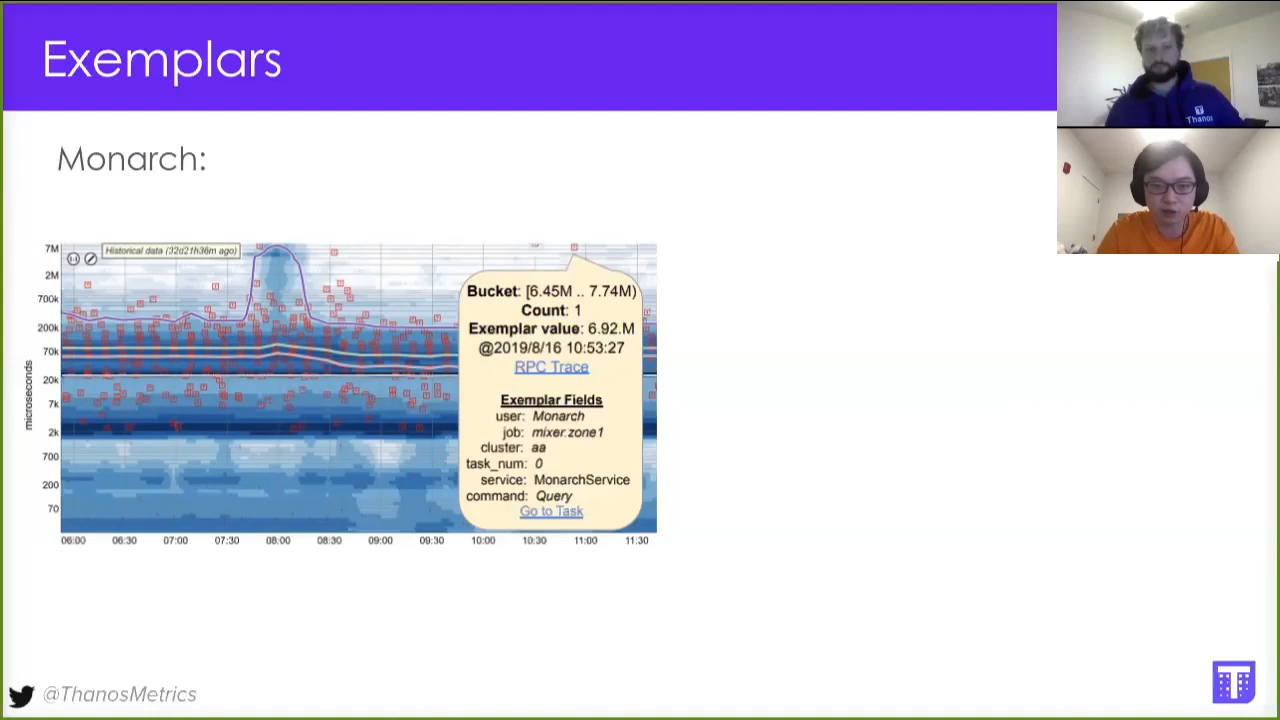 Exemplars
Monarch:
Historical data (32d21h36m ago)
7M
2M
700k
200k
70k
20k
7k
2k
700
200
70
microseconds
06:00 06:30 07:00 07:30 08:00 08:30 09:00 09:30 10:00 10:30 11:00 11:30
Bucket: [6.45M .. 7.74M)
Count: 1
Exemplar value: 6.92.M
@2019/8/16 10:53:27
RPC Trace
Exemplar Fields
user: Monarch
job: mixer.zone1
cluster: aa
task_num: 0
service: MonarchService
command: Query
Go to Task
Thanos
@ThanosMetrics
T